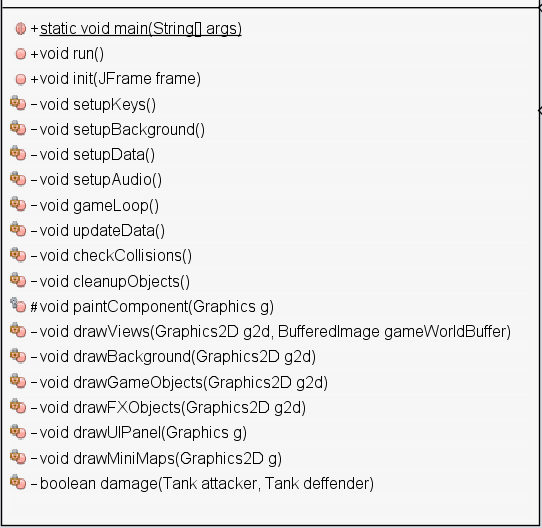 +static void main(String[] args)
+void run()
+void init(JFrame frame)
-void setupKeys()
-void setupBackground()
-void setupData()
-void setupAudio()
-void gameLoop()
-void updateData()
-void checkCollisions()
-void cleanupObjects()
#void paintComponent(Graphics g)
-void drawViews(Graphics2D g2d, BufferedImage gameWorldBuffer)
-void drawBackground(Graphics2D g2d)
-void drawGameObjects(Graphics2D g2d)
-void drawFXObjects(Graphics2D g2d)
-void drawUIPanel(Graphics g)
-void drawMiniMaps(Graphics2D g)
-boolean damage(Tank attacker, Tank deffender)